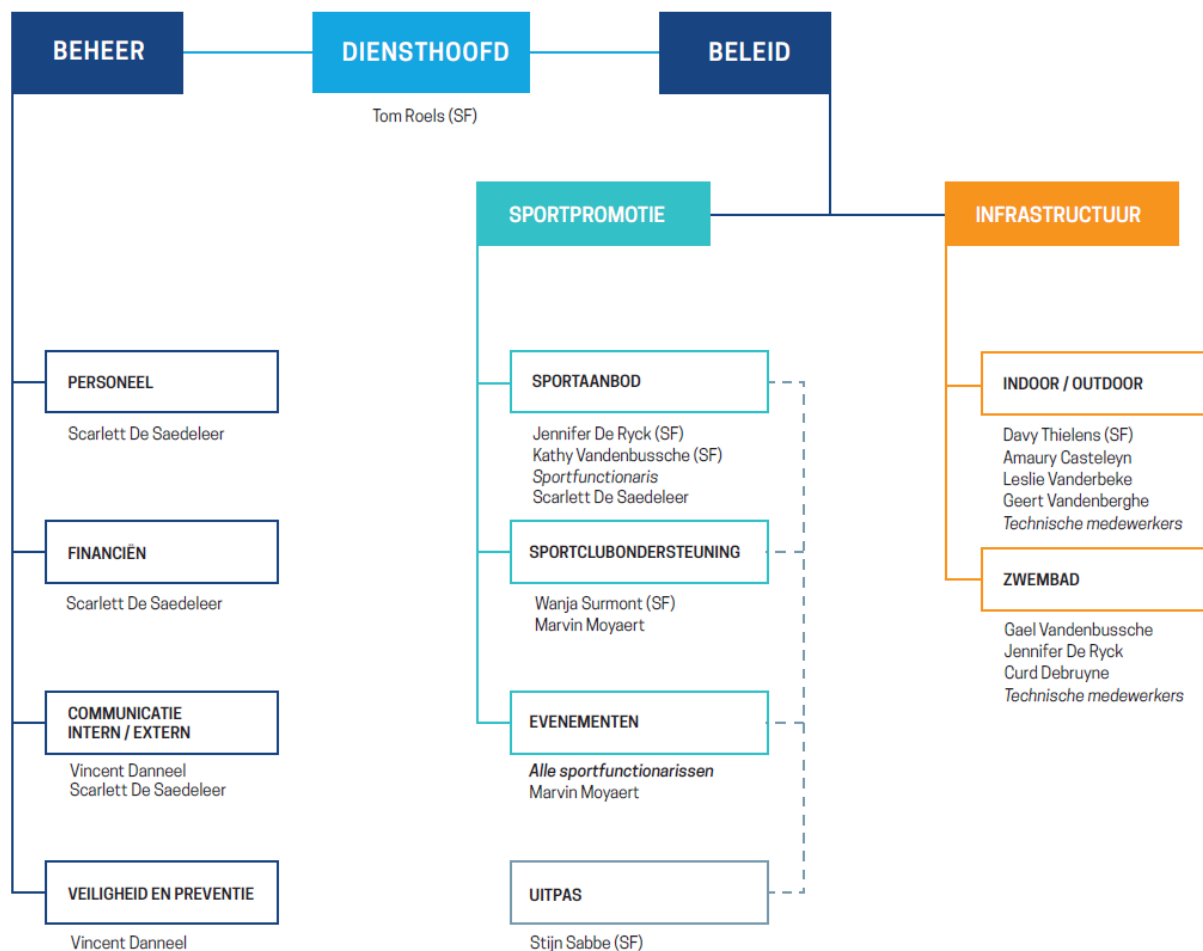 BEHEER
DIENSTHOOFD
BELEID
Tom Roels (SF)
SPORTPROMOTIE
INFRASTRUCTUUR
PERSONEEL
Scarlett De Saedeleer
FINANCIËN
Scarlett De Saedeleer
COMMUNICATIE
INTERN / EXTERN
Vincent Danneel
Scarlett De Saedeleer
VEILIGHEID EN PREVENTIE
Vincent Danneel
SPORTAANBOD
Jennifer De Ryck (SF)
Kathy Vandenbussche (SF)
Sportfunctionaris
Scarlett De Saedeleer
SPORTCLUBONDERSTEUNING
Wanja Surmont (SF)
Marvin Moyaert
EVENEMENTEN
Alle sportfunctionarissen
Marvin Moyaert
UITPAS
Stijn Sabbe (SF)
INDOOR / OUTDOOR
Davy Thielens (SF)
Amaury Casteleyn
Leslie Vanderbeke
Geert Vandenberghe
Technische medewerkers
ZWEMBAD
Gael Vandenbussche
Jennifer De Ryck
Curd Debruyne
Technische medewerkers